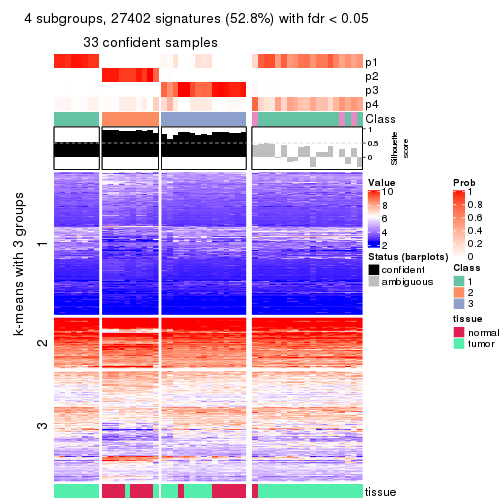 4 subgroups, 27402 signatures (52.8%) with fdr < 0.05
33 confident samples
p1
p2
p3
p4
Class
1
0.5
0
Silhouette
score
k-means with 3 groups
1
2
3
Value
10
8
6
4
2
Status (barplots)
confident
ambiguous
Prob
1
0.8
0.6
0.4
0.2
0
Class
1
2
3
tissue
normal
tumor
tissue